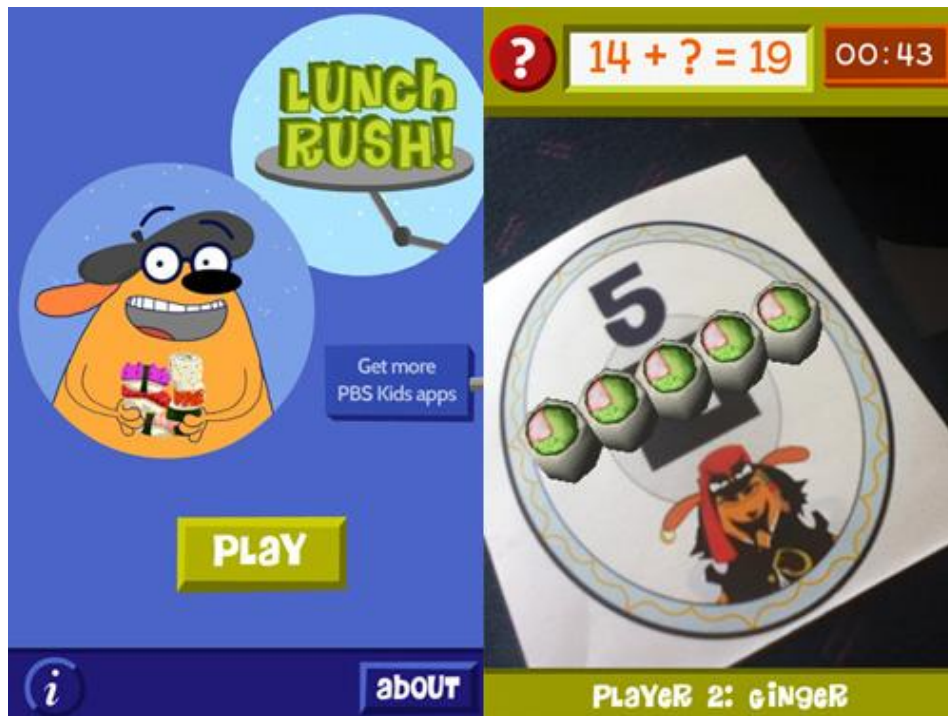 LUNCh
RUSH!
Get more
PBS Kids apps
PLAY
i
aboUT
?
14 + ? = 19
00:43
5
PLAYER 2: GiNGER